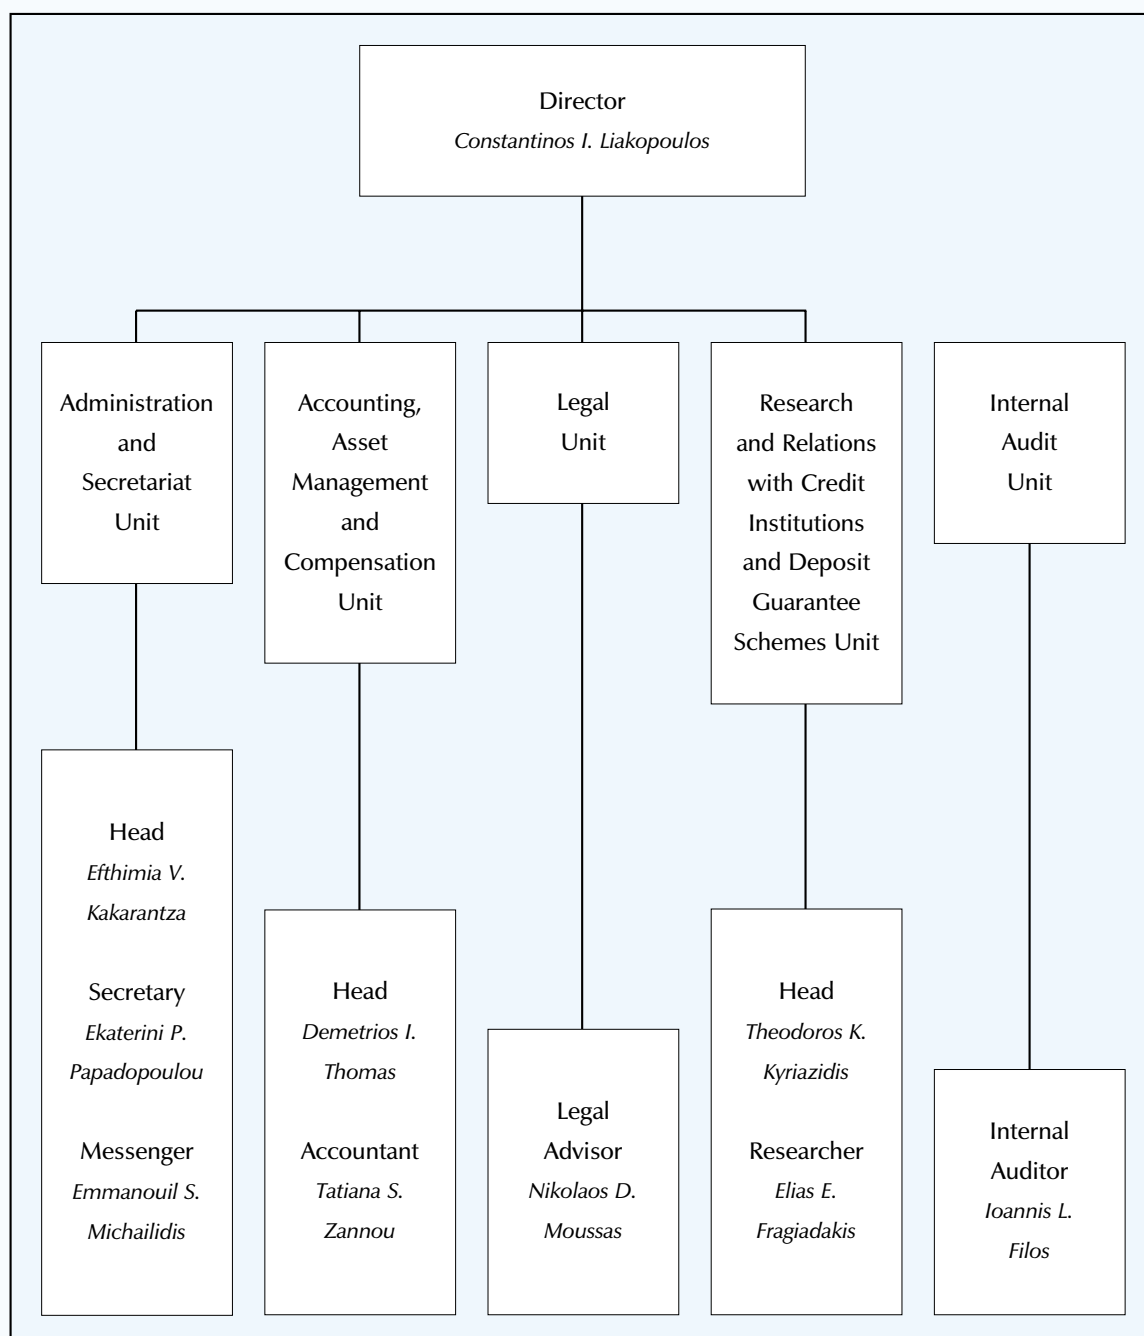 Director
Constantinos I. Liakopoulos
Administration
and
Secretariat
Unit
Accounting,
Asset
Management
and
Compensation
Unit
Legal
Unit
Research
and Relations
with Credit
Institutions
and Deposit
Guarantee
Schemes Unit
Internal
Audit
Unit
Head
Efthimia V.
Kakarantza
Secretary
Ekaterini P.
Papadopoulou
Messenger
Emmanouil S.
Michailidis
Head
Demetrios I.
Thomas
Accountant
Tatiana S.
Zannou
Legal
Advisor
Nikolaos D.
Moussas
Head
Theodoros K.
Kyriazidis
Researcher
Elias E.
Fragiadakis
Internal
Auditor
Ioannis L.
Filos